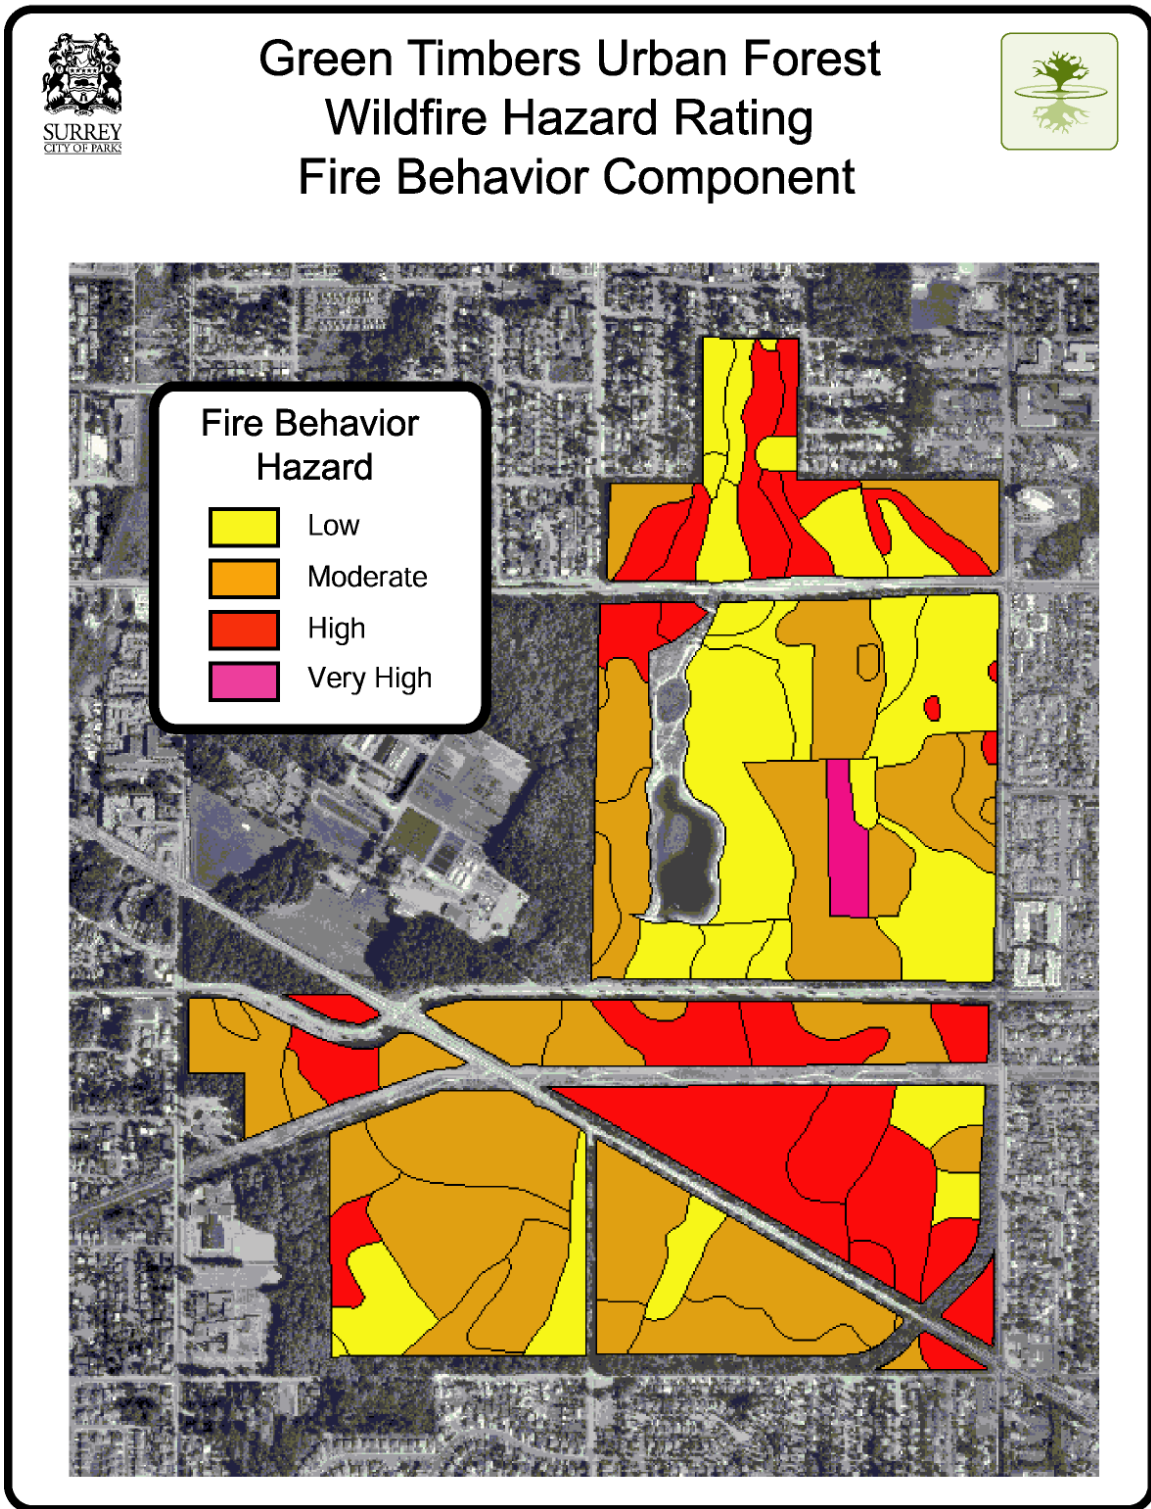 Green Timbers Urban Forest
Wildfire Hazard Rating
Fire Behavior Component
SURREY
CITY OF PARKS
Fire Behavior
Hazard
Low
Moderate
High
Very High